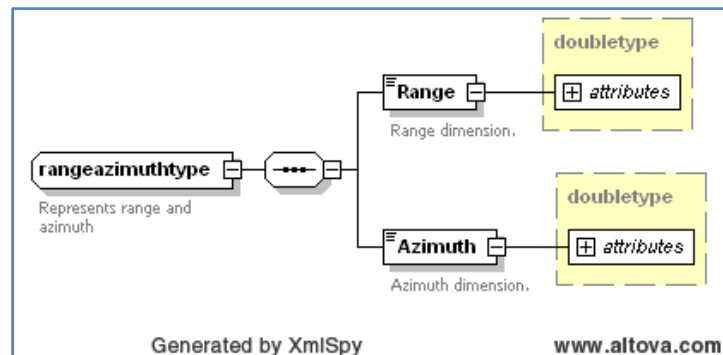 doubletype
Range
attributes
Range dimension.
rangeazimuthtype
Represents range and
azimuth
doubletype
Azimuth
attributes
Azimuth dimension.
Generated by XmlSpy
www.altova.com